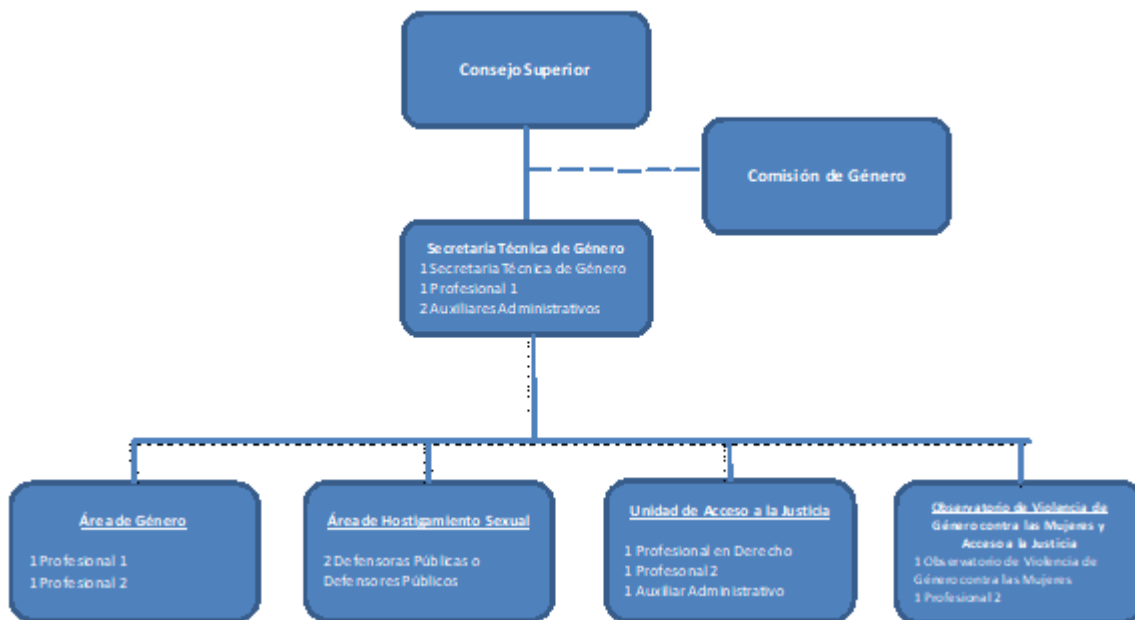 Consejo Superior
Comisión de Género
Secretaría Técnica de Género
1 Secretaria Técnica de Género
1 Profesional 1
2 Auxiliares Administrativos
Área de Género
1 Profesional 1
1 Profesional 2
Área de Hostigamiento Sexual
2 Defensoras Públicas o
Defensores Públicos
Unidad de Acceso a la Justicia
1 Profesional en Derecho
1 Profesonal 2
1 Auxiliar Administrativo
Observatorio de Violencia de
Género contra las Mujeres y
Acceso a la Justicia
1 Observatorio de Violencia de
Género contra las Mujeres
1 Profesional 2